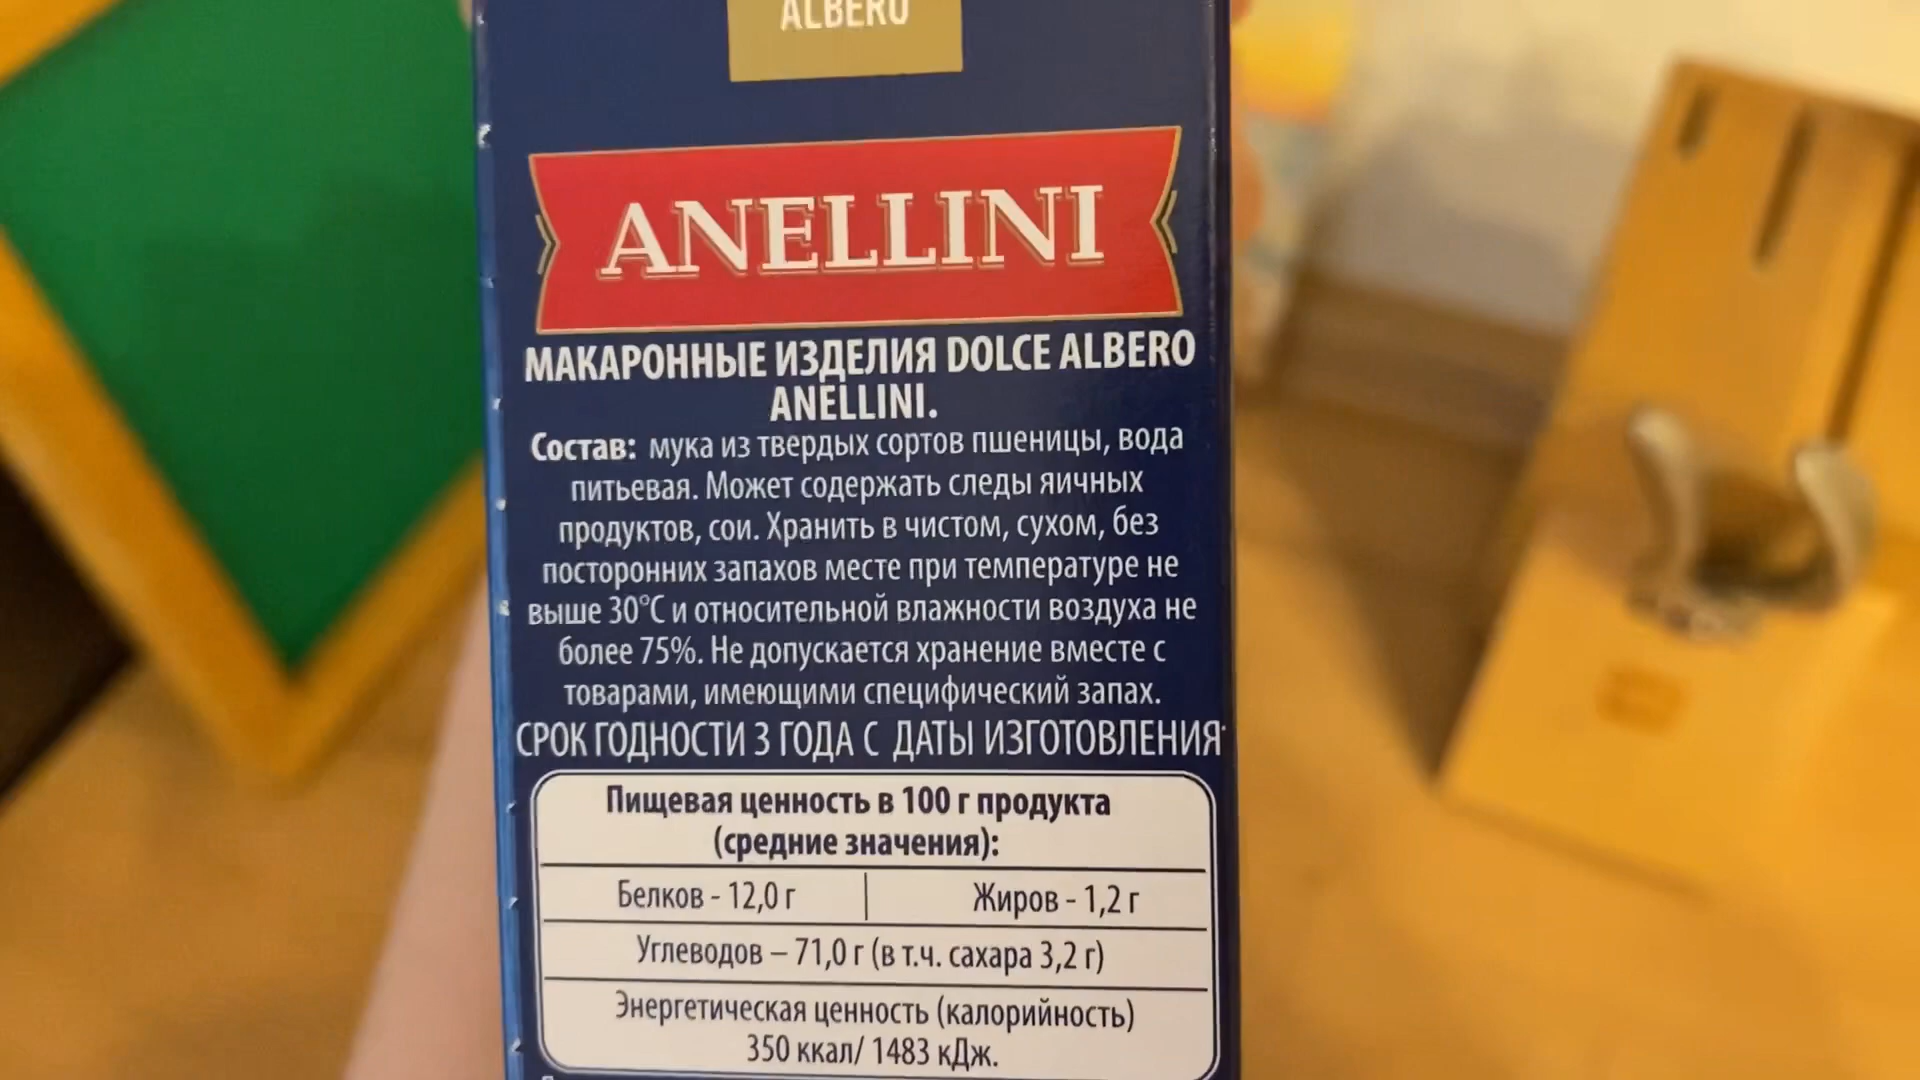 ALBERO
ANELLINI
МАКАРОННЫЕ ИЗДЕЛИЯ DOLCE ALBERO
ANELLINI.
Состав: мука из твердых сортов пшеницы, вода
питьевая. Может содержать следы яичных
продуктов, сои. Хранить в чистом, сухом, без
посторонних запахов месте при температуре не
выше 30°С и относительной влажности воздуха не
более 75%. Не допускается хранение вместе с
товарами, имеющими специфический запах.
СРОК ГОДНОСТИ 3 ГОДА С ДАТЫ ИЗГОТОВЛЕНИЯ
Пищевая ценность в 100 г продукта
(средние значения):
Белков - 12,0 г Жиров - 1,2 г
Углеводов – 71,0 г (в т.ч. сахара 3,2 г)
Энергетическая ценность (калорийность)
350 ккал/ 1483 кДж.